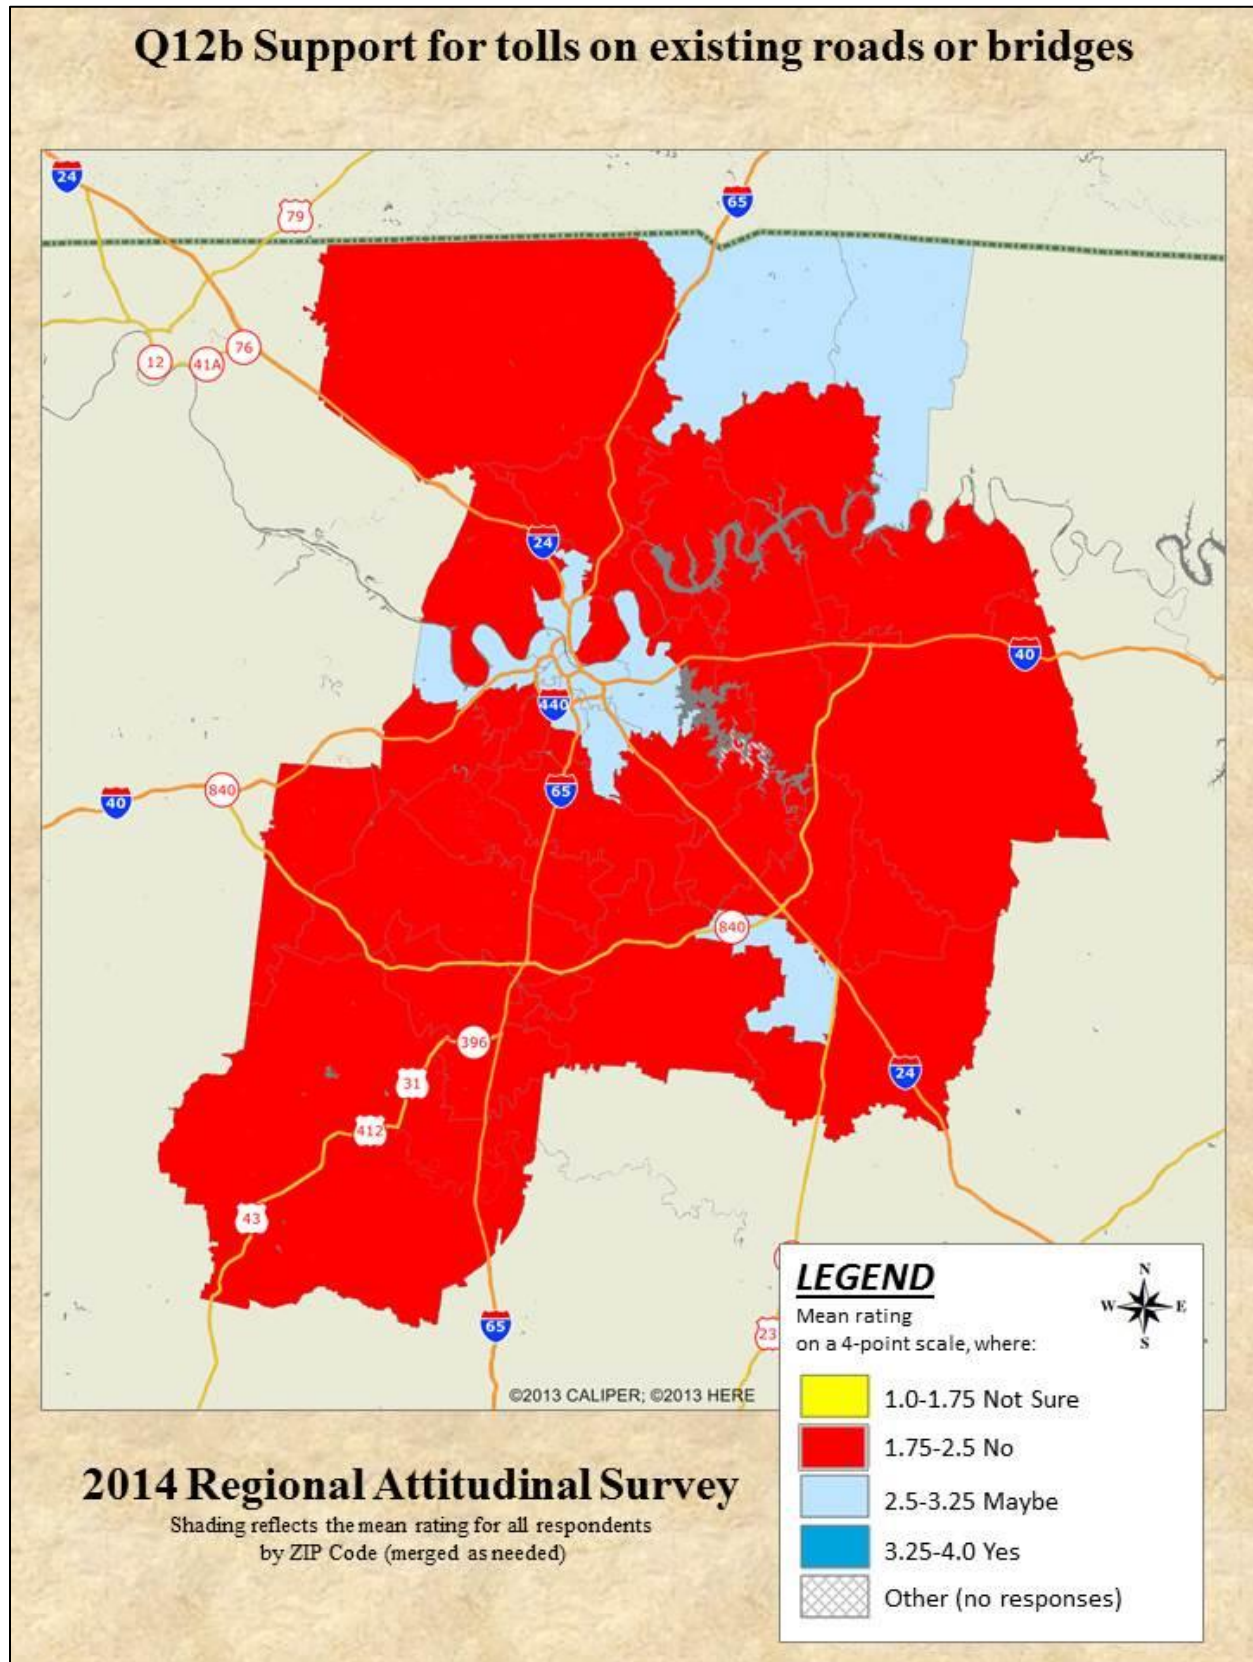 Q12b Support for tolls on existing roads or bridges
24
79
65
12
41A
76
24
40
440
840
40
65
840
396
31
24
412
43
65
23
LEGEND
N
W E
S
Mean rating
on a 4-point scale, where:
1.0-1.75 Not Sure
1.75-2.5 No
2.5-3.25 Maybe
3.25-4.0 Yes
Other (no responses)
©2013 CALIPER; ©2013 HERE
2014 Regional Attitudinal Survey
Shading reflects the mean rating for all respondents
by ZIP Code (merged as needed)